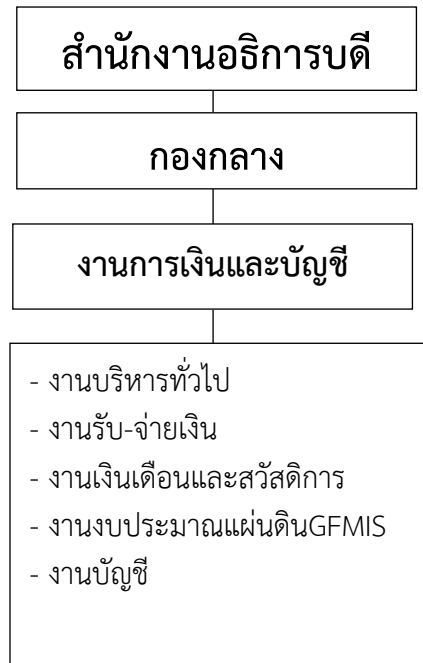 สำนักงานอธิการบดี
กองกลาง
งานการเงินและบัญชี
- งานบริหารทั่วไป
- งานรับ-จ่ายเงิน
- งานเงินเดือนและสวัสดิการ
- งานงบประมาณแผ่นดินGFMIS
- งานบัญชี